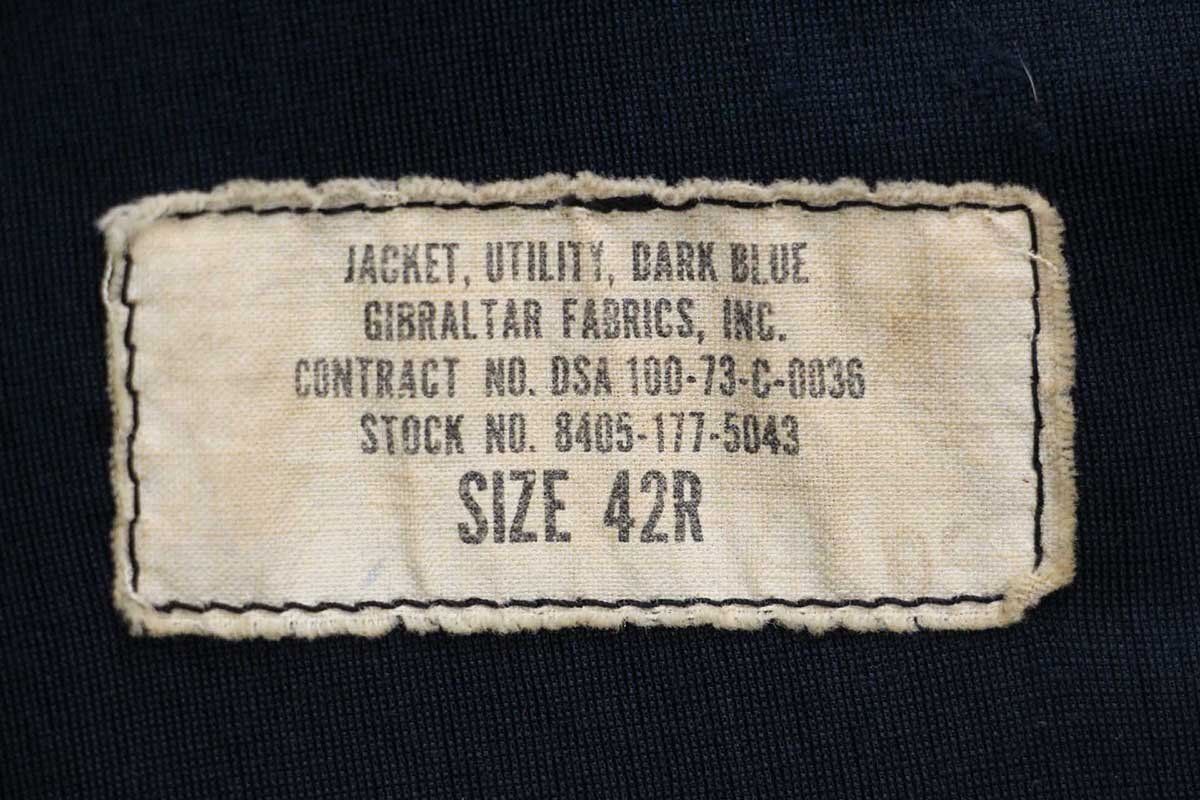 JACKET, UTILITY, DARK BLUE
GIBRALTAR FABRICS, INC.
CONTRACT NO. DSA 100-73-C-0036
STOCK NO. 8405-177-5043
SIZE 42R